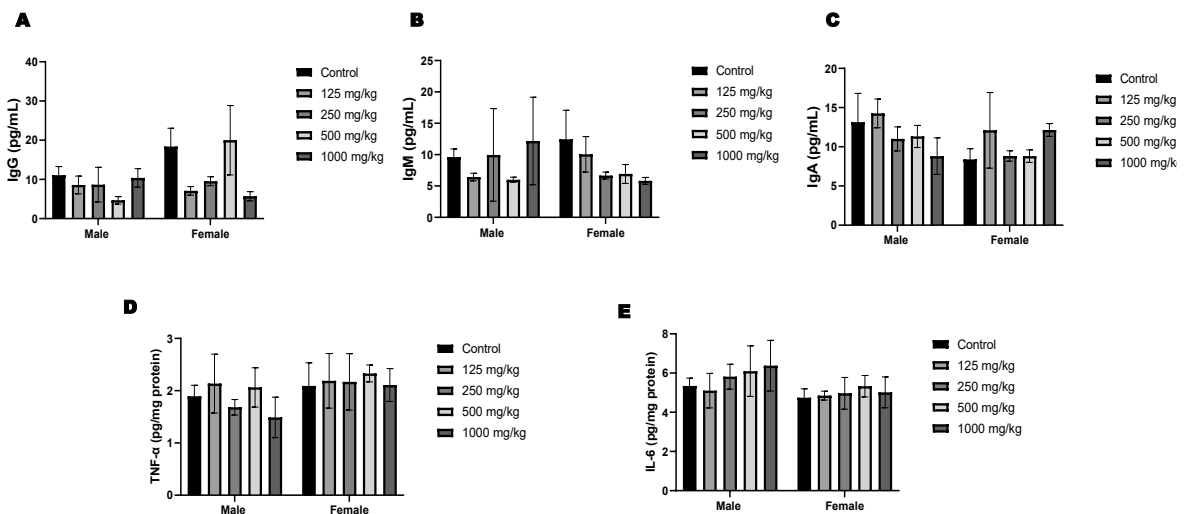 A
IgG (pg/mL)
50
40
30
20
10
0
Male
Female
Control
125 mg/kg
250 mg/kg
500 mg/kg
1000 mg/kg
B
IgM (pg/mL)
25
20
15
10
5
0
Male
Female
Control
125 mg/kg
250 mg/kg
500 mg/kg
1000 mg/kg
C
IgA (pg/mL)
20
15
10
5
0
Male
Female
Control
125 mg/kg
250 mg/kg
500 mg/kg
1000 mg/kg
D
TNF-α (pg/mg protein)
3
2
1
0
Male
Female
Control
125 mg/kg
250 mg/kg
500 mg/kg
1000 mg/kg
E
IL-6 (pg/mg protein)
8
6
4
2
0
Male
Female
Control
125 mg/kg
250 mg/kg
500 mg/kg
1000 mg/kg